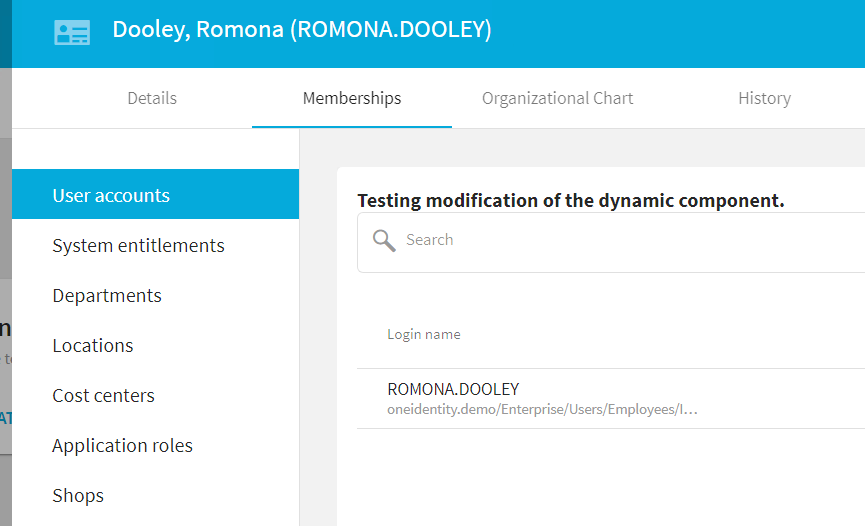 Dooley, Romona (ROMONA.DOOLEY)
Details Memberships Organizational Chart History
User accounts
System entitlements
Departments
Locations
Cost centers
Application roles
Shops
Testing modification of the dynamic component.
Search
Login name
ROMONA.DOOLEY
oneidentity.demo/Enterprise/Users/Employees/I...